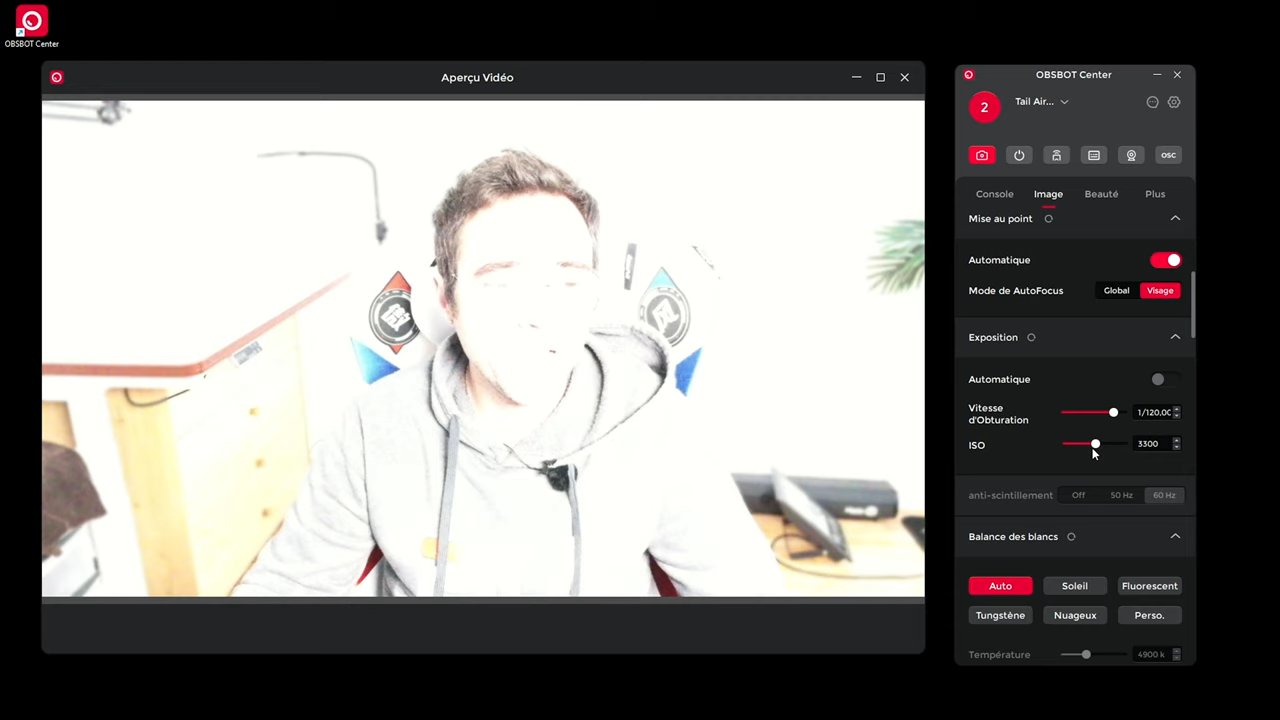 OBSBOT Center
Aperçu Vidéo
OBSBOT Center
2
Tail Air...
OSC
Console Image Beauté Plus
Mise au point
Automatique
Mode de AutoFocus Global Visage
Exposition
Automatique
Vitesse
d'Obturation
1/120.00
ISO 3300
anti-scintillement Off 50 Hz 60 Hz
Balance des blancs
Auto Soleil Fluorescent
Tungstène Nuageux Perso.
Température 4900 k